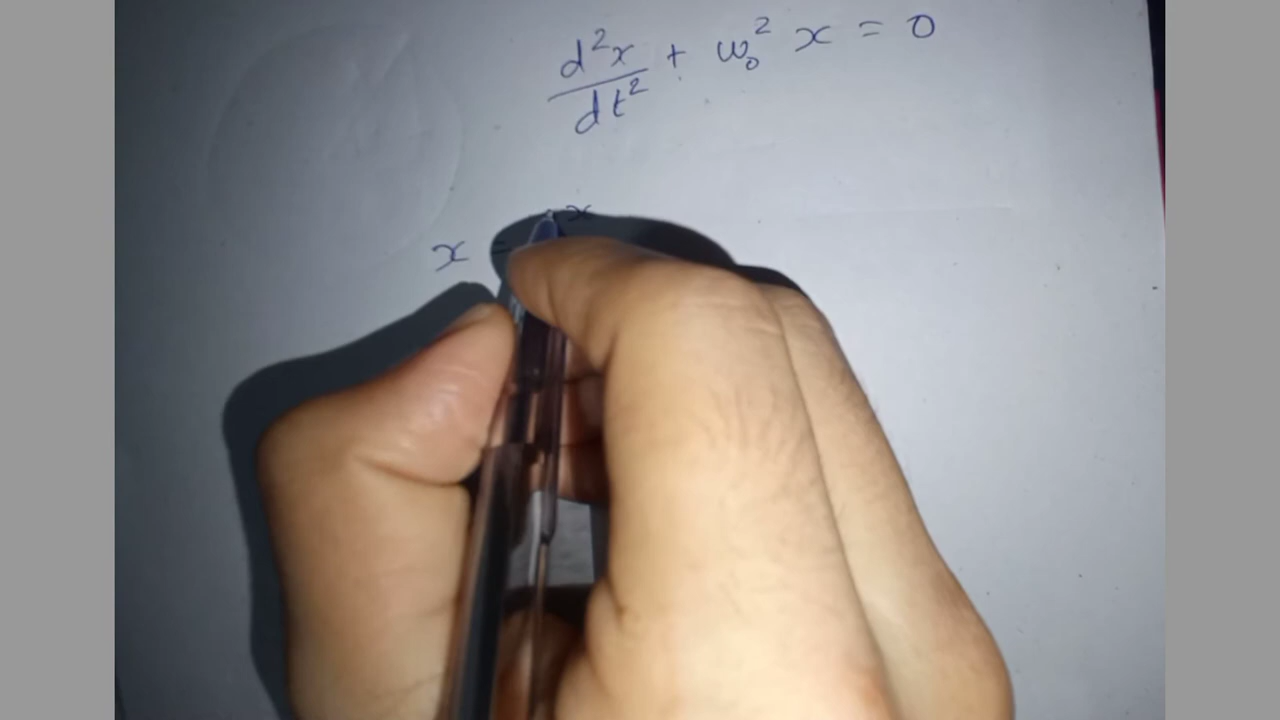 d²x/dt² + ω₀² x = 0
x = x